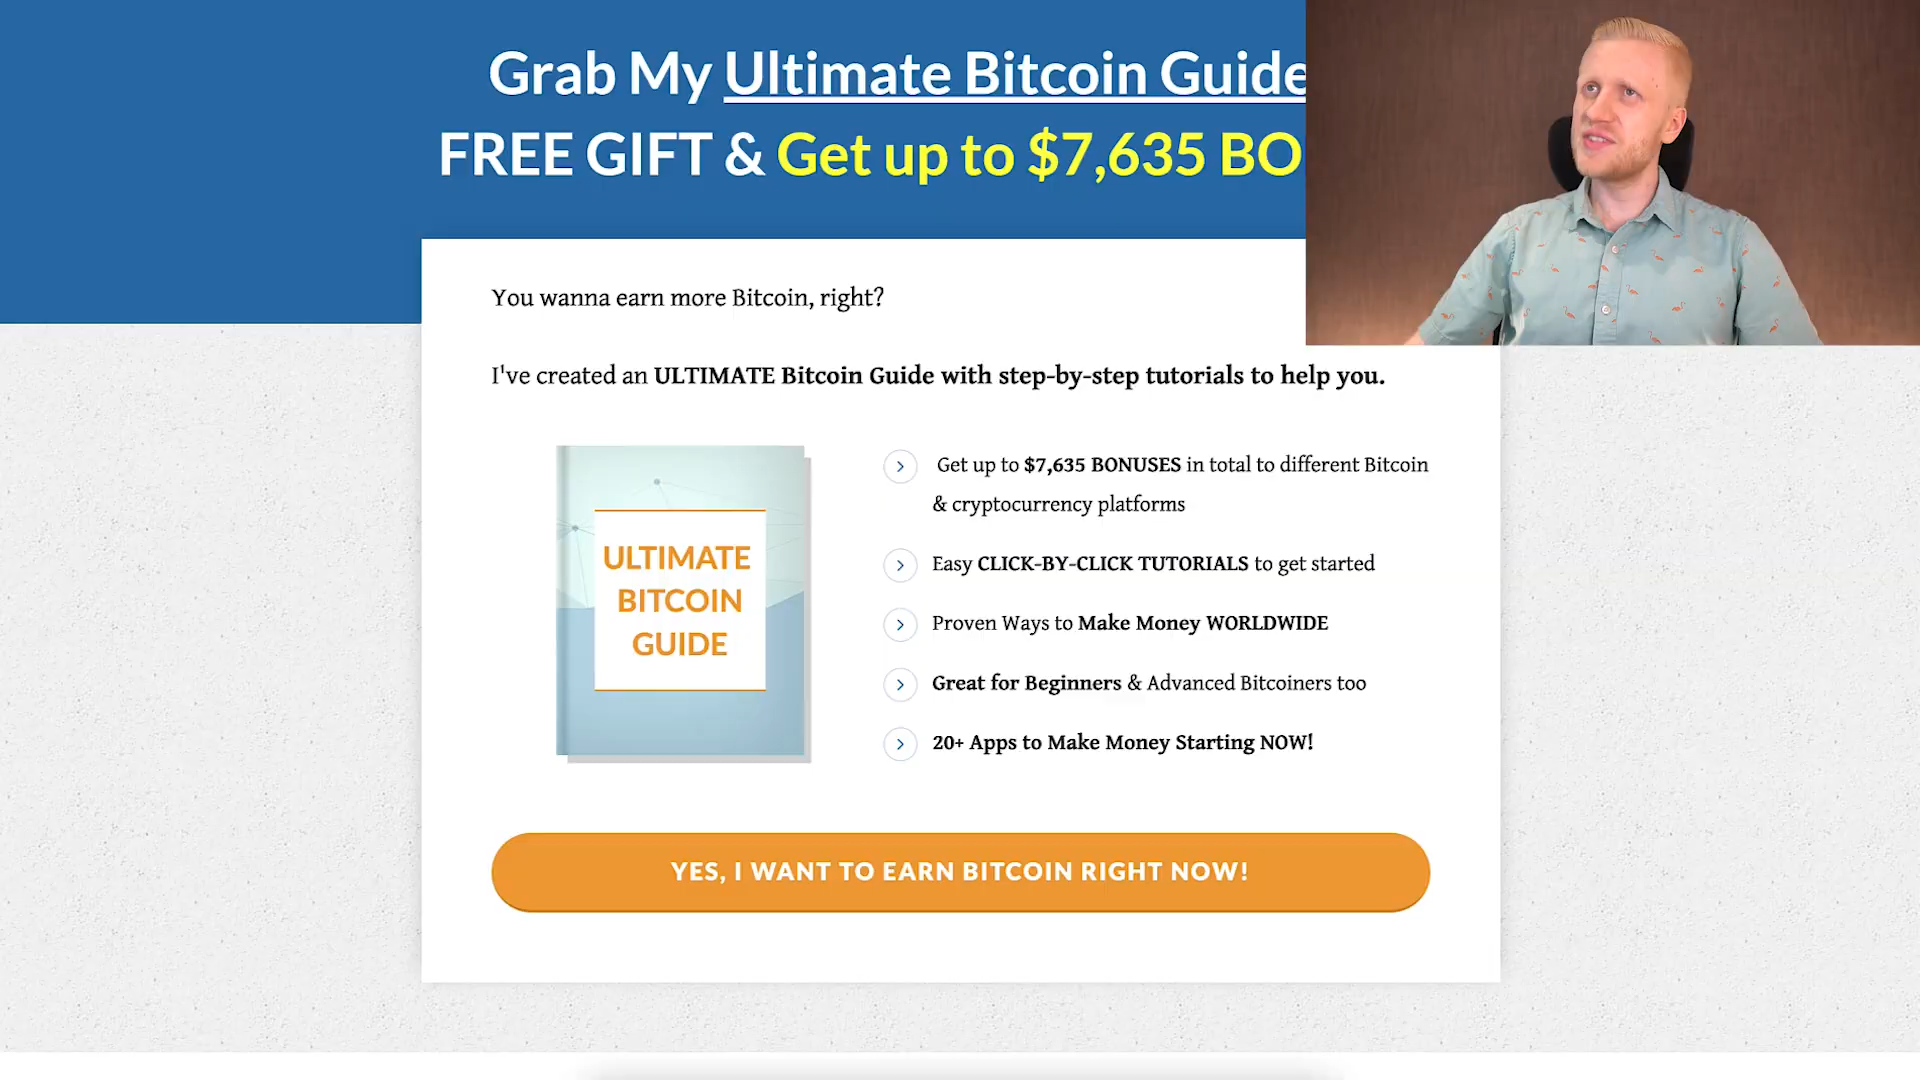 Grab My Ultimate Bitcoin Guide
FREE GIFT & Get up to $7,635 BO
You wanna earn more Bitcoin, right?
I've created an ULTIMATE Bitcoin Guide with step-by-step tutorials to help you.
ULTIMATE
BITCOIN
GUIDE
Get up to $7,635 BONUSES in total to different Bitcoin
& cryptocurrency platforms
Easy CLICK-BY-CLICK TUTORIALS to get started
Proven Ways to Make Money WORLDWIDE
Great for Beginners & Advanced Bitcoiners too
20+ Apps to Make Money Starting NOW!
YES, I WANT TO EARN BITCOIN RIGHT NOW!